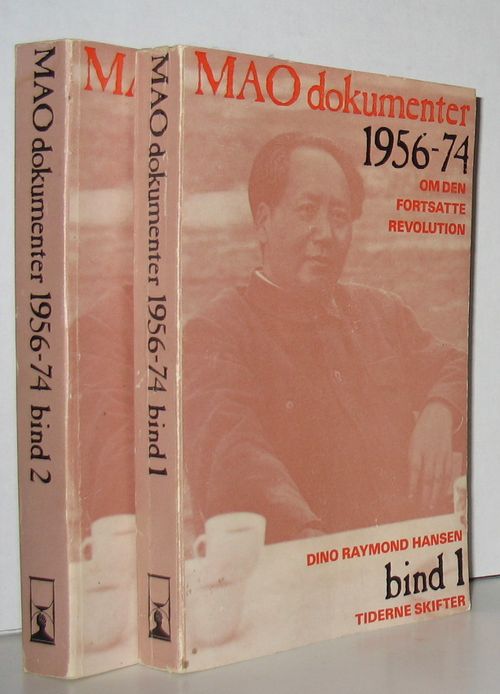 MAO dokumenter 1956-74 bind 2
MA
MAO dokumenter 1956-74 bind 1
MAO dokumenter
1956-74
OM DEN
FORTSATTE
REVOLUTION
DINO RAYMOND HANSEN
bind 1
TIDERNE SKIFTER